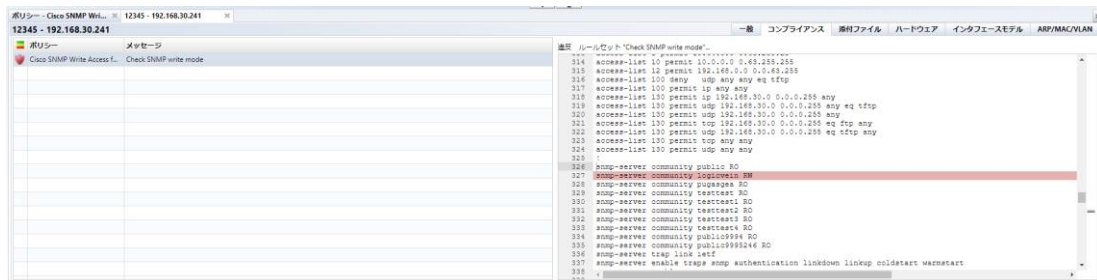 ポリシー - Cisco SNMP Wri...
12345 - 192.168.30.241
12345 - 192.168.30.241
一般 コンプライアンス 添付ファイル ハードウェア インタフェースモデル ARP/MAC/VLAN
ポリシー メッセージ
Cisco SNMP Write Access f... Check SNMP write mode
違反 ルールセット "Check SNMP write mode"...
314 access-list 10 permit 10.0.0.0 0.63.255.255
315 access-list 12 permit 192.168.0.0 0.0.63.255
316 access-list 100 deny udp any any eq tftp
317 access-list 100 permit ip any any
318 access-list 130 permit ip 192.168.30.0 0.0.0.255 any
319 access-list 130 permit udp 192.168.30.0 0.0.0.255 any eq tftp
320 access-list 130 permit udp 192.168.30.0 0.0.0.255 any
321 access-list 130 permit tcp 192.168.30.0 0.0.0.255 eq ftp any
322 access-list 130 permit udp 192.168.30.0 0.0.0.255 eq tftp any
323 access-list 130 permit tcp any any
324 access-list 130 permit udp any any
325 !
326 snmp-server community public RO
327 snmp-server community logicvein RW
328 snmp-server community pugasgea RO
329 snmp-server community testtest RO
330 snmp-server community testtest1 RO
331 snmp-server community testtest2 RO
332 snmp-server community testtest3 RO
333 snmp-server community testtest4 RO
334 snmp-server community public9994 RO
335 snmp-server community public9995246 RO
336 snmp-server trap link ietf
337 snmp-server enable traps snmp authentication linkdown linkup coldstart warmstart
338